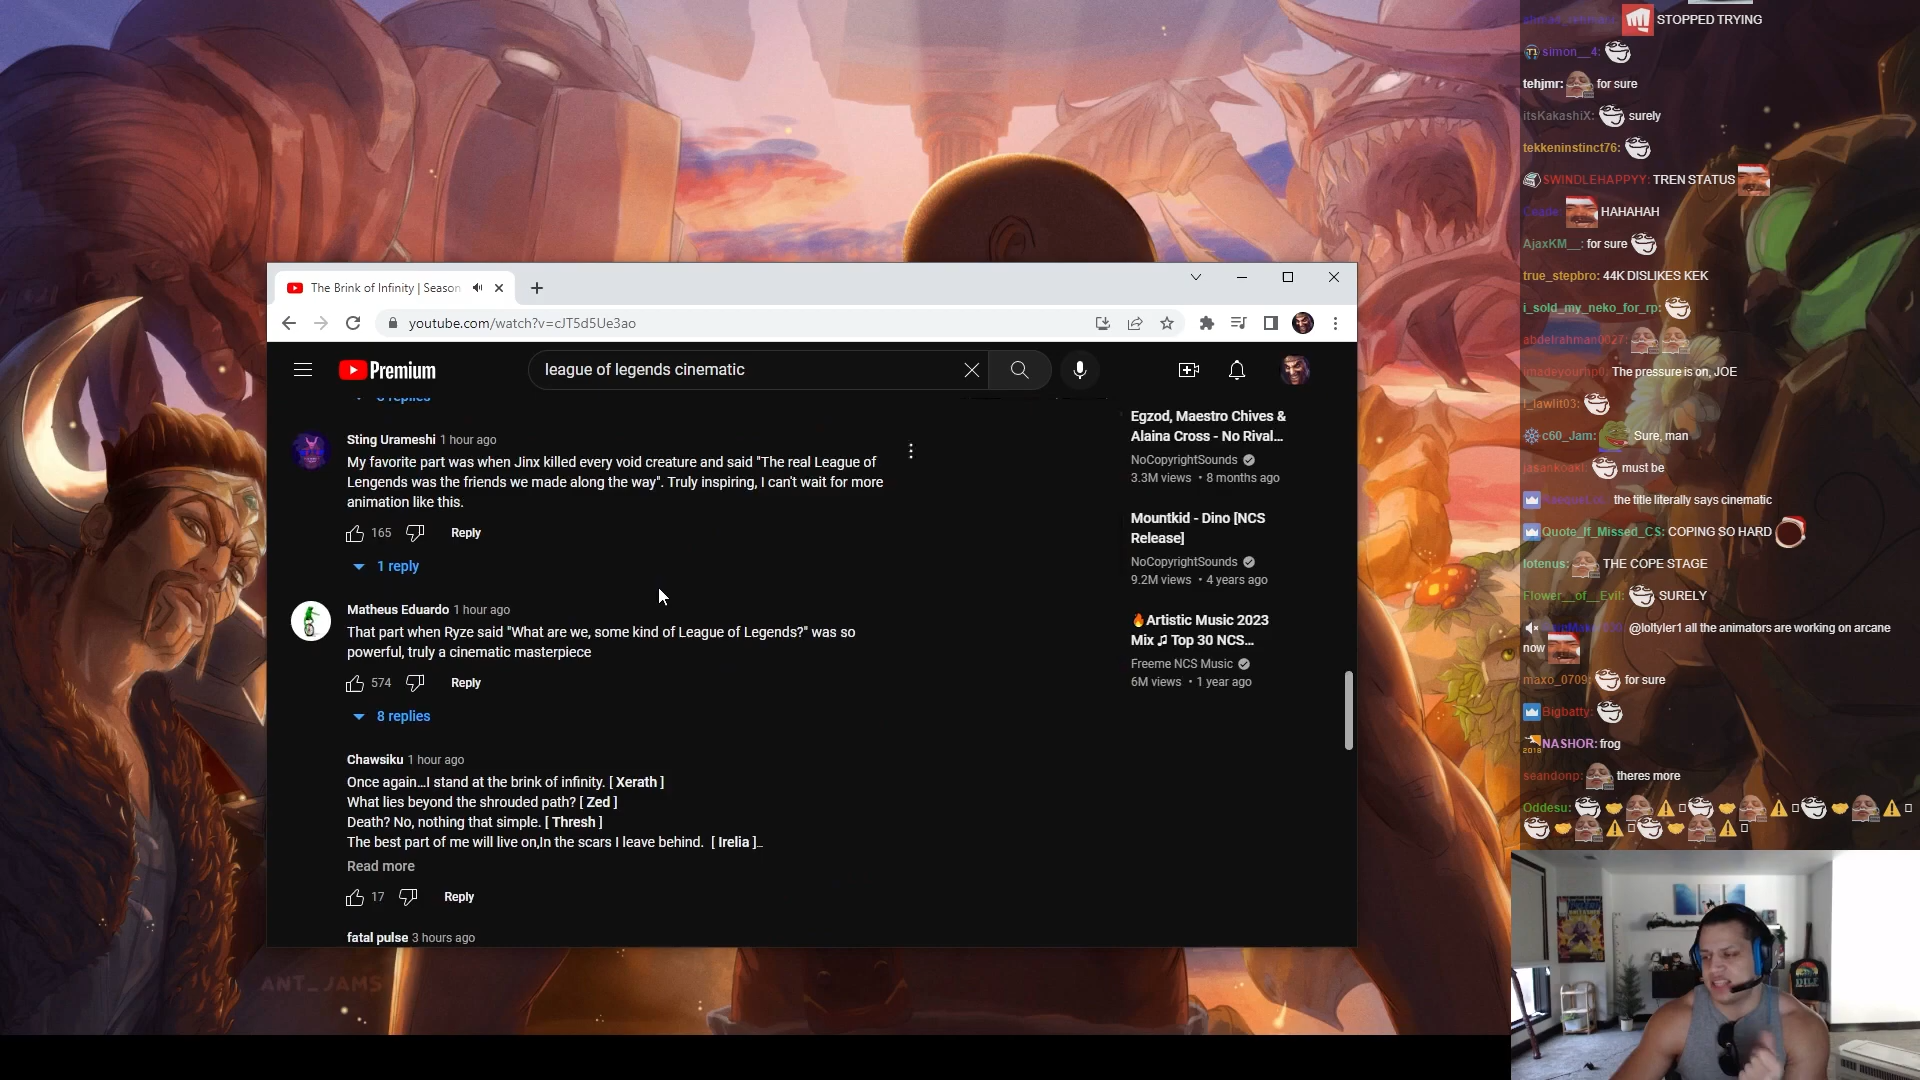 The Brink of Infinity | Season
youtube.com/watch?v=cJT5d5Ue3ao
Premium
league of legends cinematic
Sting Urameshi 1 hour ago
My favorite part was when Jinx killed every void creature and said "The real League of
Lengends was the friends we made along the way". Truly inspiring, I can't wait for more
animation like this.
165 Reply
1 reply
Matheus Eduardo 1 hour ago
That part when Ryze said "What are we, some kind of League of Legends?" was so
powerful, truly a cinematic masterpiece
574 Reply
8 replies
Chawsiku 1 hour ago
Once again...I stand at the brink of infinity. [ Xerath ]
What lies beyond the shrouded path? [ Zed ]
Death? No, nothing that simple. [ Thresh ]
The best part of me will live on,In the scars I leave behind. [ Irelia ]...
Read more
17 Reply
fatal pulse 3 hours ago
Egzod, Maestro Chives &
Alaina Cross - No Rival...
NoCopyrightSounds
3.3M views • 8 months ago
Mountkid - Dino [NCS
Release]
NoCopyrightSounds
9.2M views • 4 years ago
🔥Artistic Music 2023
Mix ♫ Top 30 NCS...
Freeme NCS Music
6M views • 1 year ago
ANT_JAMS
STOPPED TRYING
simon__4:
tehjmr: for sure
itsKakashiX: surely
tekkeninstinct76:
SWINDLEHAPPYY: TREN STATUS
HAHAHAH
AjaxKM__: for sure
true_stepbro: 44K DISLIKES KEK
i_sold_my_neko_for_rp:
abdelrahman0027:
imadeyourhp0: The pressure is on, JOE
i_lawlit03:
c60_Jam: Sure, man
jasankoaki: must be
the title literally says cinematic
Quote_If_Missed_CS: COPING SO HARD
lotenus: THE COPE STAGE
Flower__of__Evil: SURELY
@loltyler1 all the animators are working on arcane
now
maxo_0709: for sure
Bigbatty:
2018 NASHOR: frog
seandonp: theres more
Oddesu: